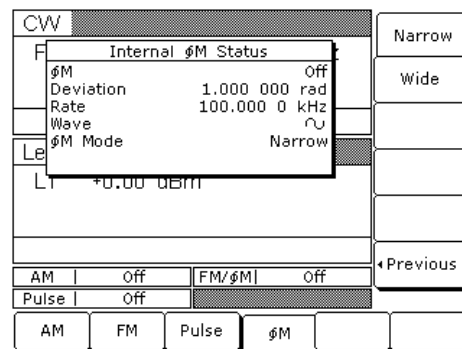 CW
Narrow
F
z
Internal ϕM Status
ϕM Off
Deviation 1.000 000 rad
Rate 100.000 0 kHz
Wave
ϕM Mode Narrow
Wide
Le
L1 +0.00 dBm
◂Previous
AM | Off FM/ϕM| Off
Pulse | Off
AM FM Pulse ϕM